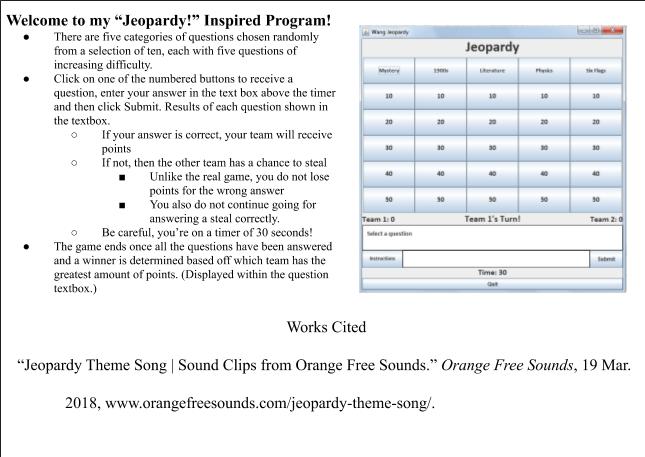 Welcome to my “Jeopardy!” Inspired Program!
● There are five categories of questions chosen randomly
from a selection of ten, each with five questions of
increasing difficulty.
● Click on one of the numbered buttons to receive a
question, enter your answer in the text box above the timer
and then click Submit. Results of each question shown in
the textbox.
○ If your answer is correct, your team will receive
points
○ If not, then the other team has a chance to steal
■ Unlike the real game, you do not lose
points for the wrong answer
■ You also do not continue going for
answering a steal correctly.
○ Be careful, you’re on a timer of 30 seconds!
● The game ends once all the questions have been answered
and a winner is determined based off which team has the
greatest amount of points. (Displayed within the question
textbox.)
Wang Jeopardy
Jeopardy
Mystery 1900s Literature Physics Six Flags
10 10 10 10 10
20 20 20 20 20
30 30 30 30 30
40 40 40 40 40
50 50 50 50 50
Team 1: 0 Team 1's Turn! Team 2: 0
Select a question
Instructions Submit
Time: 30
Quit
Works Cited
“Jeopardy Theme Song | Sound Clips from Orange Free Sounds.” Orange Free Sounds, 19 Mar.
2018, www.orangefreesounds.com/jeopardy-theme-song/.